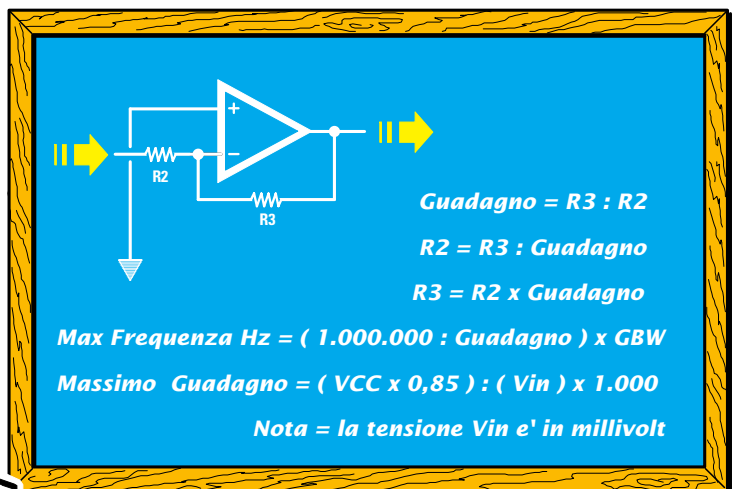 +
−
R2
R3
Guadagno = R3 : R2
R2 = R3 : Guadagno
R3 = R2 x Guadagno
Max Frequenza Hz = ( 1.000.000 : Guadagno ) x GBW
Massimo Guadagno = ( VCC x 0,85 ) : ( Vin ) x 1.000
Nota = la tensione Vin e' in millivolt